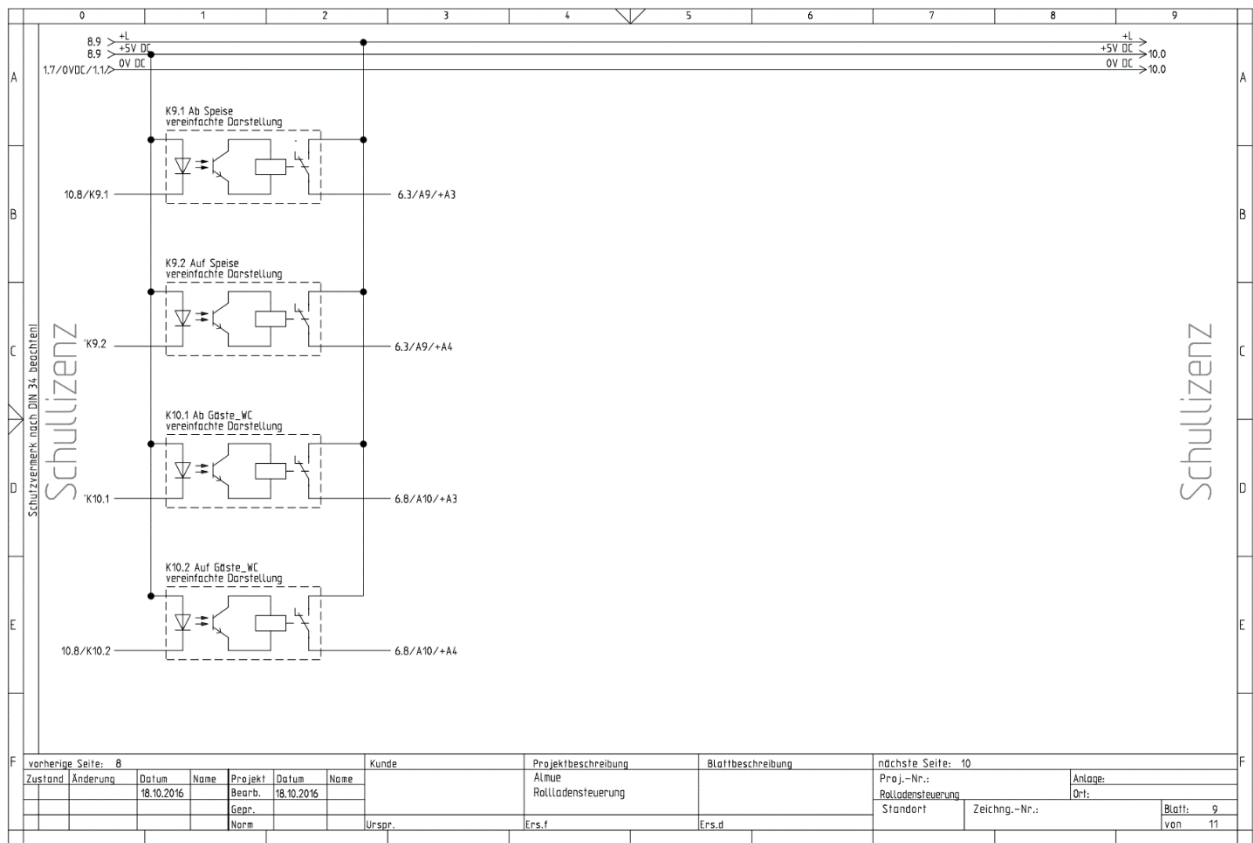 0 1 2 3 4 5 6 7 8 9
8.9 +L +L
8.9 +5V DC +5V DC 10.0
1.7/0VDC/1.1/ 0V DC 0V DC 10.0
A A
K9.1 Ab Speise
vereinfachte Darstellung
10.8/K9.1 6.3/A9/+A3
B B
K9.2 Auf Speise
vereinfachte Darstellung
K9.2 6.3/A9/+A4
C C
Schutzvermerk nach DIN 34 beachten!
Schullizenz Schullizenz
K10.1 Ab Gäste_WC
vereinfachte Darstellung
K10.1 6.8/A10/+A3
D D
K10.2 Auf Gäste_WC
vereinfachte Darstellung
10.8/K10.2 6.8/A10/+A4
E E
F F
vorherige Seite: 8 Kunde Projektbeschreibung Blattbeschreibung nächste Seite: 10
Zustand Änderung Datum Name Projekt Datum Name Almue Proj.-Nr.: Anlage:
18.10.2016 Bearb. 18.10.2016 Rollladensteuerung Rolladensteuerung Ort:
Gepr. Standort Zeichng.-Nr.: Blatt: 9
Norm Urspr. Ers.f Ers.d von 11